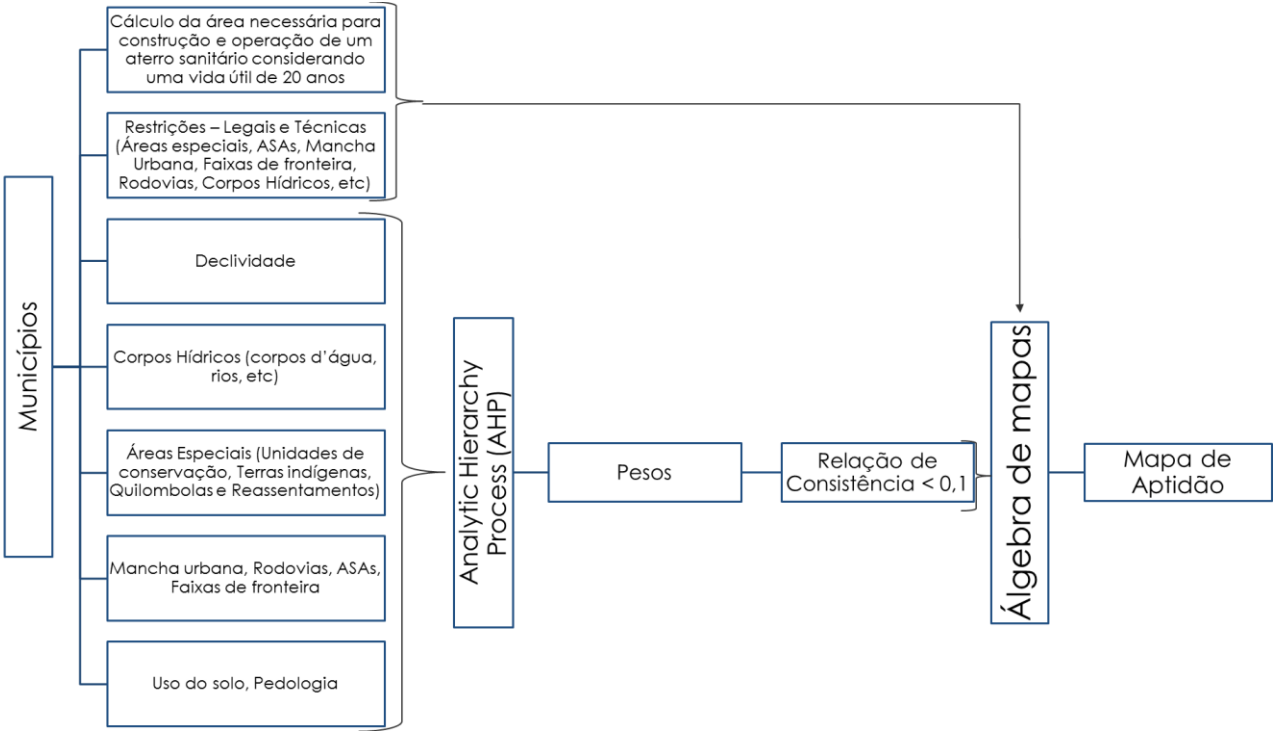 Municípios
Cálculo da área necessária para
construção e operação de um
aterro sanitário considerando
uma vida útil de 20 anos
Restrições – Legais e Técnicas
(Áreas especiais, ASAs, Mancha
Urbana, Faixas de fronteira,
Rodovias, Corpos Hídricos, etc)
Declividade
Corpos Hídricos (corpos d’água,
rios, etc)
Áreas Especiais (Unidades de
conservação, Terras indígenas,
Quilombolas e Reassentamentos)
Mancha urbana, Rodovias, ASAs,
Faixas de fronteira
Uso do solo, Pedologia
Analytic Hierarchy
Process (AHP)
Pesos
Relação de
Consistência < 0,1
Álgebra de mapas
Mapa de
Aptidão